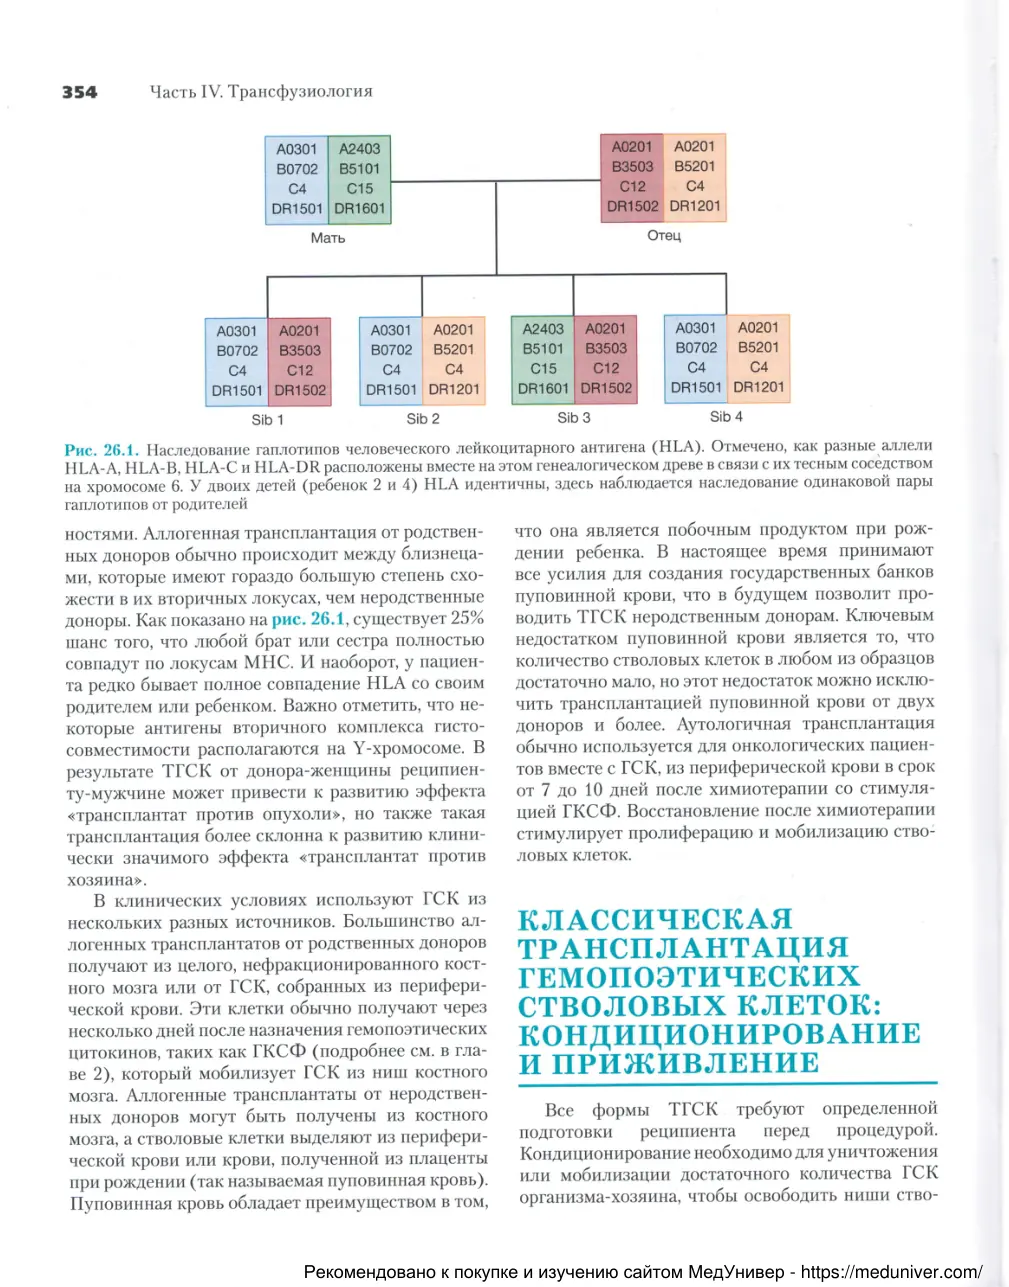 354 Часть IV. Трансфузиология
A0301 A2403
B0702 B5101
C4 C15
DR1501 DR1601
Мать
A0201 A0201
B3503 B5201
C12 C4
DR1502 DR1201
Отец
A0301 A0201
B0702 B3503
C4 C12
DR1501 DR1502
Sib 1
A0301 A0201
B0702 B5201
C4 C4
DR1501 DR1201
Sib 2
A2403 A0201
B5101 B3503
C15 C12
DR1601 DR1502
Sib 3
A0301 A0201
B0702 B5201
C4 C4
DR1501 DR1201
Sib 4
Рис. 26.1. Наследование гаплотипов человеческого лейкоцитарного антигена (HLA). Отмечено, как разные аллели
HLA-A, HLA-B, HLA-C и HLA-DR расположены вместе на этом генеалогическом древе в связи с их тесным соседством
на хромосоме 6. У двоих детей (ребенок 2 и 4) HLA идентичны, здесь наблюдается наследование одинаковой пары
гаплотипов от родителей
ностями. Аллогенная трансплантация от родствен-
ных доноров обычно происходит между близнеца-
ми, которые имеют гораздо большую степень схо-
жести в их вторичных локусах, чем неродственные
доноры. Как показано на рис. 26.1, существует 25%
шанс того, что любой брат или сестра полностью
совпадут по локусам МНС. И наоборот, у пациен-
та редко бывает полное совпадение HLA со своим
родителем или ребенком. Важно отметить, что не-
которые антигены вторичного комплекса гисто-
совместимости располагаются на Y-хромосоме. В
результате ТГСК от донора-женщины реципиен-
ту-мужчине может привести к развитию эффекта
«трансплантат против опухоли», но также такая
трансплантация более склонна к развитию клини-
чески значимого эффекта «трансплантат против
хозяина».
В клинических условиях используют ГСК из
нескольких разных источников. Большинство ал-
логенных трансплантатов от родственных доноров
получают из целого, нефракционированного кост-
ного мозга или от ГСК, собранных из перифери-
ческой крови. Эти клетки обычно получают через
несколько дней после назначения гемопоэтических
цитокинов, таких как ГКСФ (подробнее см. в гла-
ве 2), который мобилизует ГСК из ниш костного
мозга. Аллогенные трансплантаты от неродствен-
ных доноров могут быть получены из костного
мозга, а стволовые клетки выделяют из перифери-
ческой крови или крови, полученной из плаценты
при рождении (так называемая пуповинная кровь).
Пуповинная кровь обладает преимуществом в том,
что она является побочным продуктом при рож-
дении ребенка. В настоящее время принимают
все усилия для создания государственных банков
пуповинной крови, что в будущем позволит про-
водить ТГСК неродственным донорам. Ключевым
недостатком пуповинной крови является то, что
количество стволовых клеток в любом из образцов
достаточно мало, но этот недостаток можно исклю-
чить трансплантацией пуповинной крови от двух
доноров и более. Аутологичная трансплантация
обычно используется для онкологических пациен-
тов вместе с ГСК, из периферической крови в срок
от 7 до 10 дней после химиотерапии со стимуля-
цией ГКСФ. Восстановление после химиотерапии
стимулирует пролиферацию и мобилизацию ство-
ловых клеток.
КЛАССИЧЕСКАЯ
ТРАНСПЛАНТАЦИЯ
ГЕМОПОЭТИЧЕСКИХ
СТВОЛОВЫХ КЛЕТОК:
КОНДИЦИОНИРОВАНИЕ
И ПРИЖИВЛЕНИЕ
Все формы ТГСК требуют определенной
подготовки реципиента перед процедурой.
Кондиционирование необходимо для уничтожения
или мобилизации достаточного количества ГСК
организма-хозяина, чтобы освободить ниши ство-
Рекомендовано к покупке и изучению сайтом МедУнивер - https://meduniver.com/